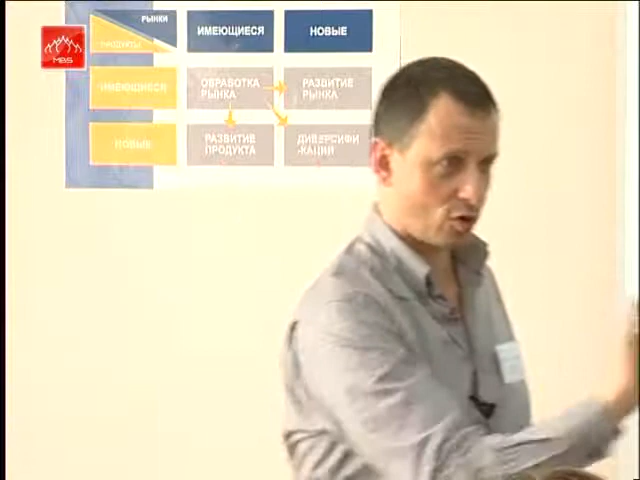 РЫНКИ
ПРОДУКТЫ
ИМЕЮЩИЕСЯ
НОВЫЕ
ИМЕЮЩИЕСЯ
ОБРАБОТКА
РЫНКА
РАЗВИТИЕ
РЫНКА
НОВЫЕ
РАЗВИТИЕ
ПРОДУКТА
ДИВЕРСИФИ
-КАЦИЯ
MBS